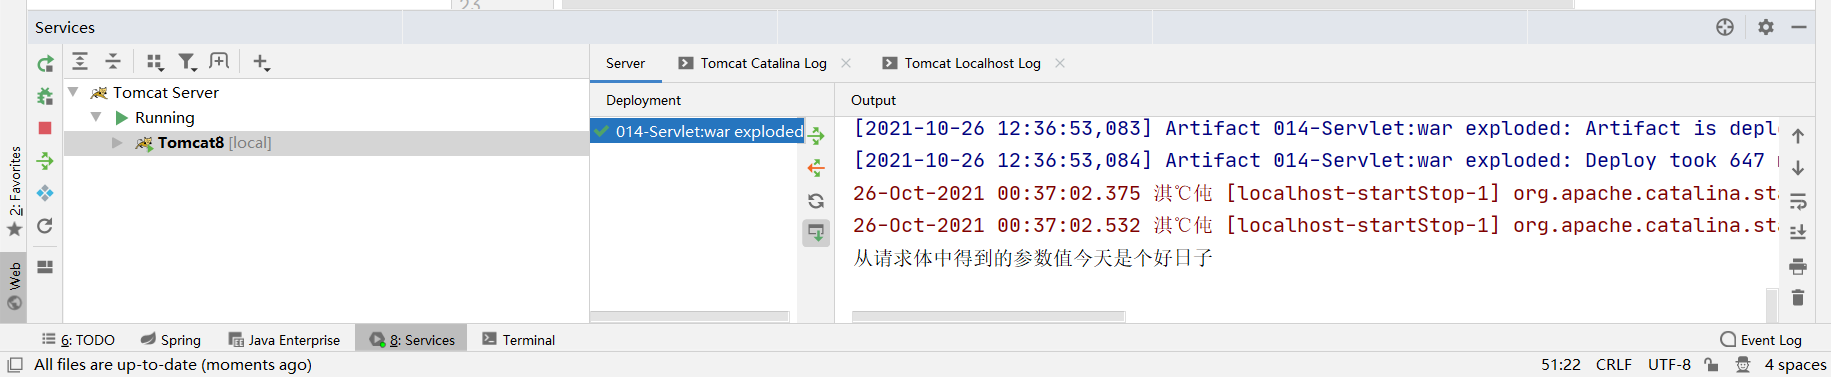 23
Services
Server
Tomcat Catalina Log
Tomcat Localhost Log
Tomcat Server
Running
Tomcat8 [local]
Deployment
014-Servlet:war exploded
Output
[2021-10-26 12:36:53,083] Artifact 014-Servlet:war exploded: Artifact is depl
[2021-10-26 12:36:53,084] Artifact 014-Servlet:war exploded: Deploy took 647
26-Oct-2021 00:37:02.375 淇℃伅 [localhost-startStop-1] org.apache.catalina.st
26-Oct-2021 00:37:02.532 淇℃伅 [localhost-startStop-1] org.apache.catalina.st
从请求体中得到的参数值今天是个好日子
2: Favorites
Web
6: TODO
Spring
Java Enterprise
8: Services
Terminal
Event Log
All files are up-to-date (moments ago)
51:22 CRLF UTF-8 4 spaces